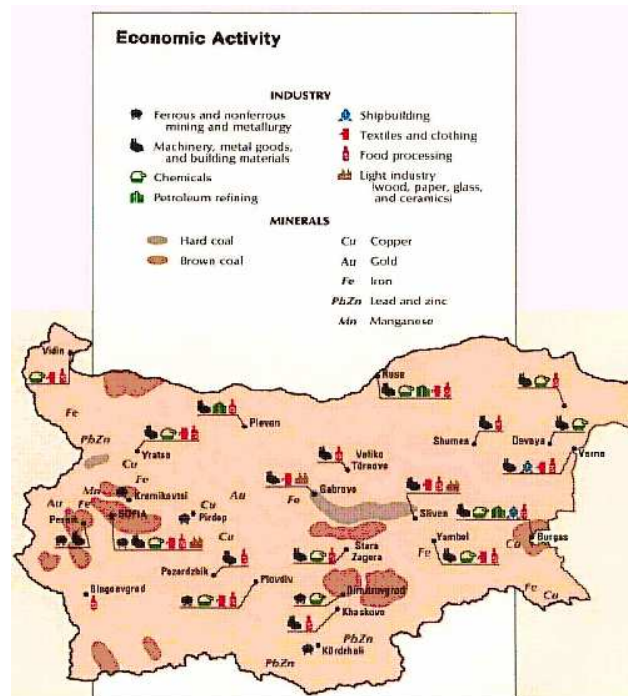 Economic Activity
INDUSTRY
Ferrous and nonferrous
mining and metallurgy
Machinery, metal goods,
and building materials
Chemicals
Petroleum refining
Shipbuilding
Textiles and clothing
Food processing
Light industry
(wood, paper, glass,
and ceramics)
MINERALS
Hard coal
Brown coal
Cu Copper
Au Gold
Fe Iron
PbZn Lead and zinc
Mn Manganese
Vidin
Ruse
Fe
Pleven
PbZn
Vratsa
Cu
Veliko
Tŭrnovo
Shumen
Devnya
Varna
Fe
Mn
Kremikovtsi
Au
Fe
Au
Gabrovo
Fe
Pernik
SOFIA
Cu
Pirdop
Sliven
Cu
Yambol
Cu
Burgas
Fe
Stara
Zagora
Pazardzhik
Plovdiv
Blagoevgrad
Dimitrovgrad
Fe
Cu
Khaskovo
PbZn
Kŭrdzhali
PbZn